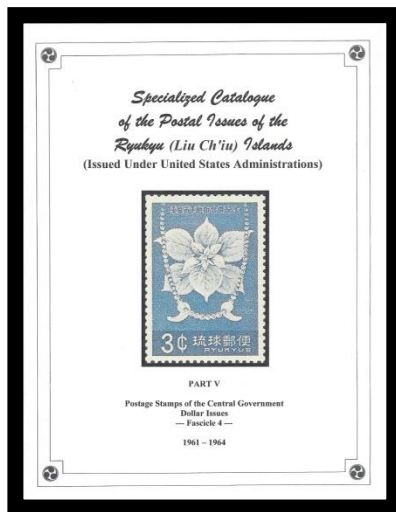 Specialized Catalogue
of the Postal Issues of the
Ryukyu (Liu Ch'iu) Islands
(Issued Under United States Administrations)
3¢ 琉球郵便
RYUKYUS
PART V
Postage Stamps of the Central Government
Dollar Issues
— Fascicle 4 —
1961 – 1964